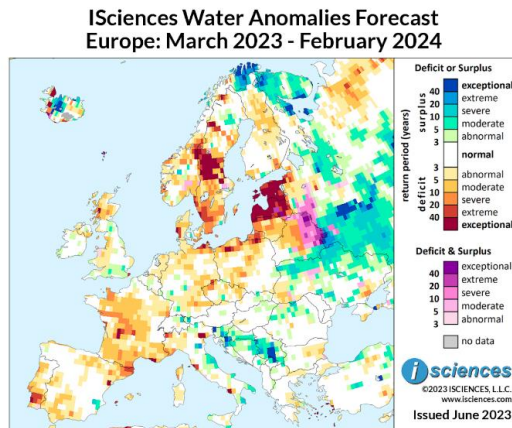 ISciences Water Anomalies Forecast
Europe: March 2023 - February 2024
Deficit or Surplus
return period (years)
surplus
deficit
40 exceptional
20 extreme
10 severe
5 moderate
3 abnormal
normal
3 abnormal
5 moderate
10 severe
20 extreme
40 exceptional
Deficit & Surplus
40 exceptional
20 extreme
10 severe
5 moderate
3 abnormal
no data
isciences
©2023 ISCIENCES, L.L.C.
www.isciences.com
Issued June 2023